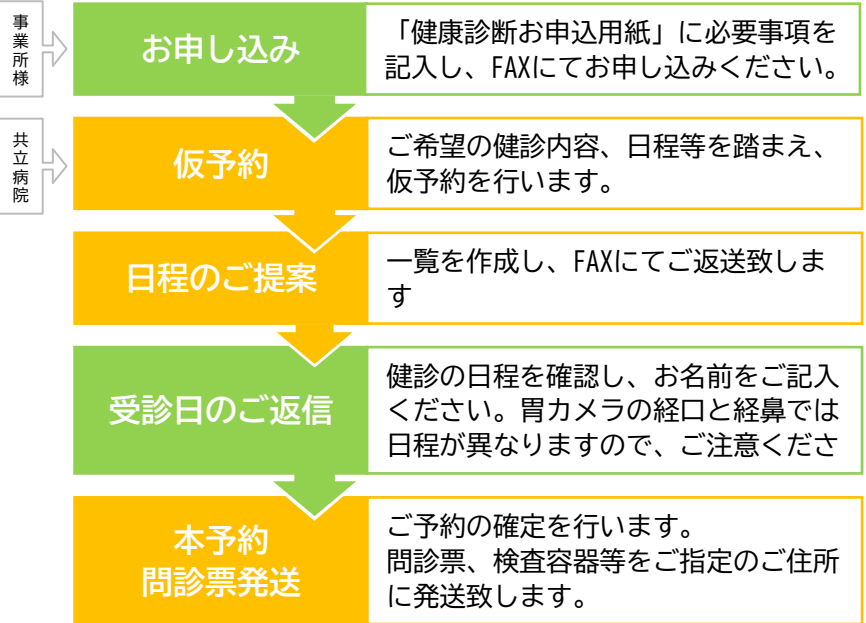 事業所様
お申し込み
「健康診断お申込用紙」に必要事項を
記入し、FAXにてお申し込みください。
共立病院
仮予約
ご希望の健診内容、日程等を踏まえ、
仮予約を行います。
日程のご提案
一覧を作成し、FAXにてご返送致しま
す
受診日のご返信
健診の日程を確認し、お名前をご記入
ください。胃カメラの経口と経鼻では
日程が異なりますので、ご注意くださ
本予約
問診票発送
ご予約の確定を行います。
問診票、検査容器等をご指定のご住所
に発送致します。